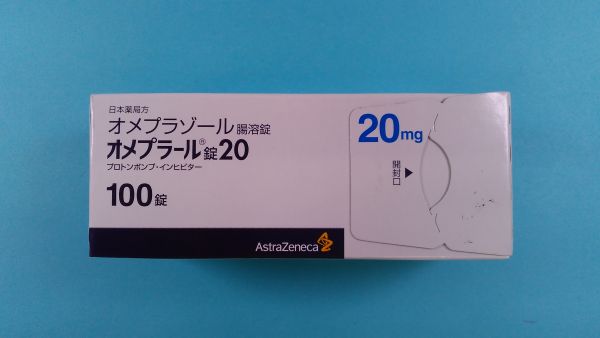 日本薬局方
オメプラゾール 腸溶錠
オメプラール®錠20
プロトンポンプ・インヒビター
100錠
AstraZeneca
20mg
開封口